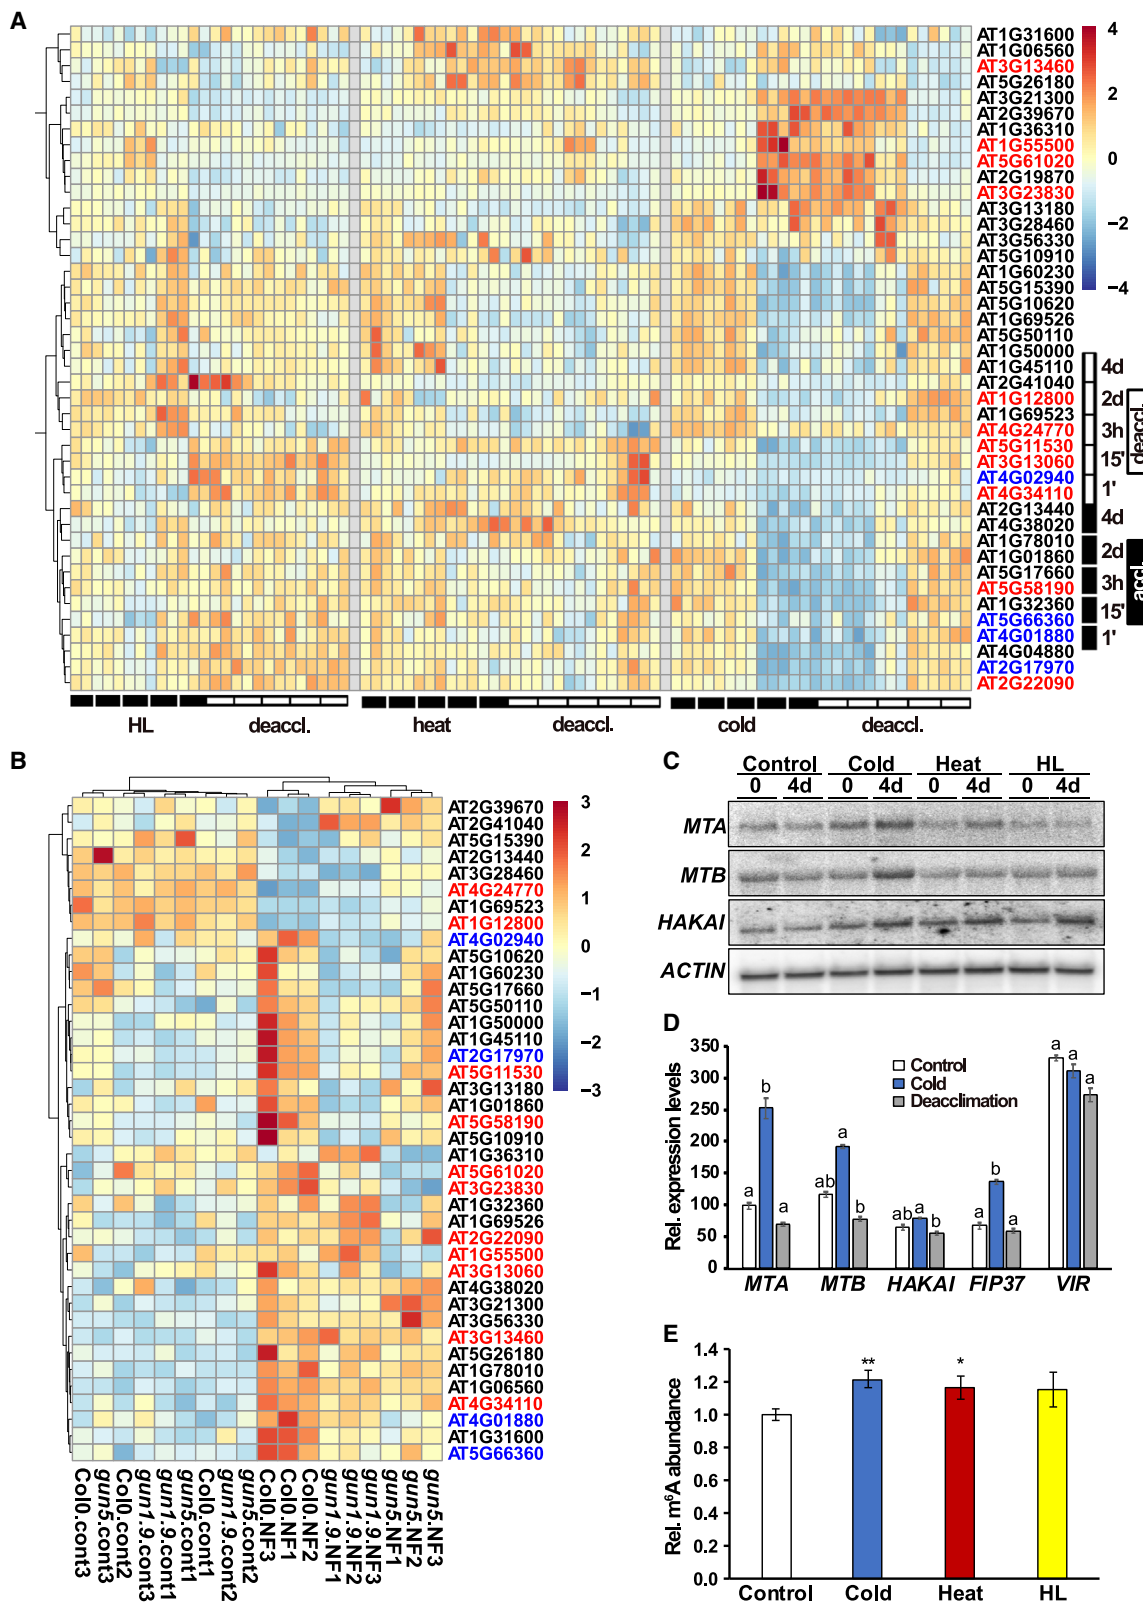 A
AT1G31600
AT1G06560
AT3G13460
AT5G26180
AT3G21300
AT2G39670
AT1G36310
AT1G55500
AT5G61020
AT2G19870
AT3G23830
AT3G13180
AT3G28460
AT3G56330
AT5G10910
AT1G60230
AT5G15390
AT5G10620
AT1G69526
AT5G50110
AT1G50000
AT1G45110
AT2G41040
AT1G12800
AT1G69523
AT4G24770
AT5G11530
AT3G13060
AT4G02940
AT4G34110
AT2G13440
AT4G38020
AT1G78010
AT1G01860
AT5G17660
AT5G58190
AT1G32360
AT5G66360
AT4G01880
AT4G04880
AT2G17970
AT2G22090
4
2
0
−2
−4
4d
2d
3h
15'
1'
deaccl.
4d
2d
3h
15'
1'
accl.
HL deaccl. heat deaccl. cold deaccl.
B
AT2G39670
AT2G41040
AT5G15390
AT2G13440
AT3G28460
AT4G24770
AT1G69523
AT1G12800
AT4G02940
AT5G10620
AT1G60230
AT5G17660
AT5G50110
AT1G50000
AT1G45110
AT2G17970
AT5G11530
AT3G13180
AT1G01860
AT5G58190
AT5G10910
AT1G36310
AT5G61020
AT3G23830
AT1G32360
AT1G69526
AT2G22090
AT1G55500
AT3G13060
AT4G38020
AT3G21300
AT3G56330
AT3G13460
AT5G26180
AT1G78010
AT1G06560
AT4G34110
AT4G01880
AT1G31600
AT5G66360
3
2
1
0
−1
−2
−3
Col0.cont3
gun5.cont3
Col0.cont2
gun1.9.cont3
gun1.9.cont1
gun5.cont1
Col0.cont1
gun1.9.cont2
gun5.cont2
Col0.NF3
Col0.NF1
Col0.NF2
gun1.9.NF1
gun1.9.NF2
gun1.9.NF3
gun5.NF1
gun5.NF2
gun5.NF3
C
Control Cold Heat HL
0 4d 0 4d 0 4d 0 4d
MTA
MTB
HAKAI
ACTIN
D
Rel. expression levels
350
300
250
200
150
100
50
0
Control
Cold
Deacclimation
a b a
ab a b
ab a b
a b a
a a a
MTA MTB HAKAI FIP37 VIR
E
Rel. m⁶A abundance
1.4
1.2
1.0
0.8
0.6
0.4
0.2
0.0
** *
Control Cold Heat HL